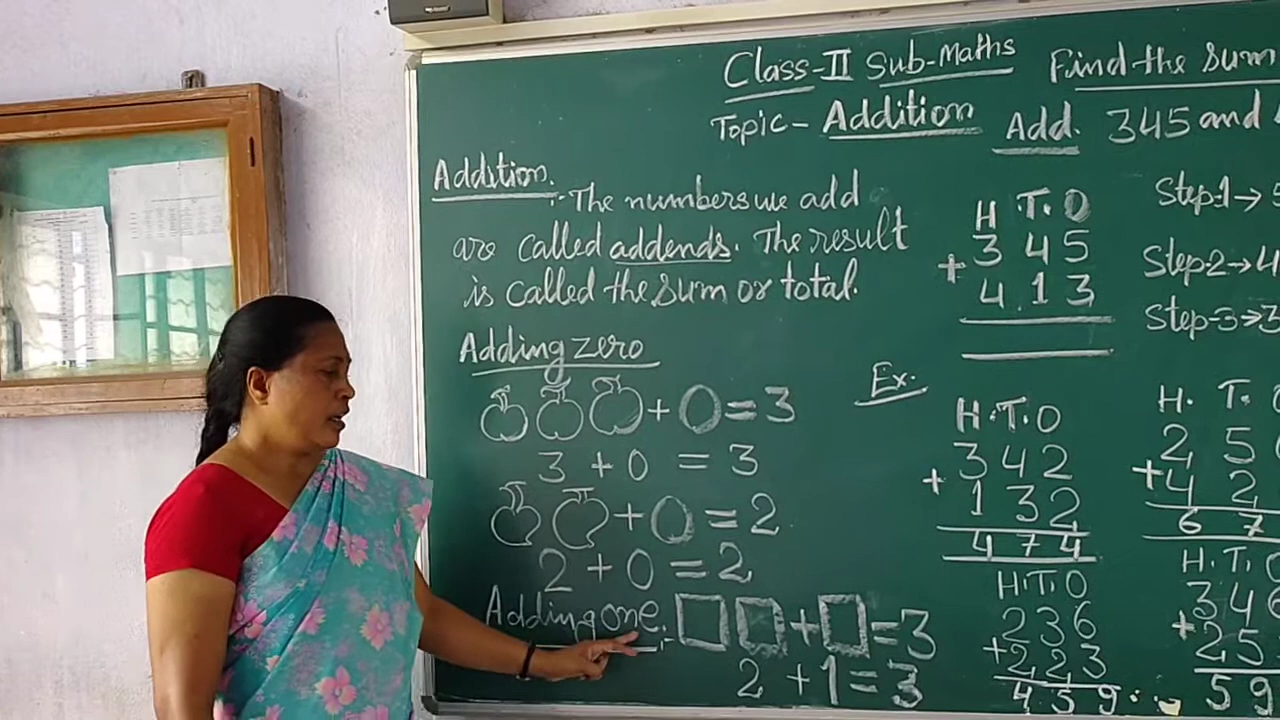 Class-II Sub-Maths
Topic- Addition
Addition:-
The numbers we add
are called addends. The result
is called the Sum or total.
Adding zero
+ 0 = 3
3 + 0 = 3
+ 0 = 2
2 + 0 = 2
Adding one:
+ = 3
2 + 1 = 3
Find the Sum
Add. 345 and
H T. O
3 4 5
+ 4 1 3
Ex.
H.T.O
3 4 2
+ 1 3 2
4 7 4
H.T.O
2 3 6
+ 2 2 3
4 5 9
Step-1→
Step-2→4
Step-3→3
H. T.
2 5
+ 4 2
6 7
H. T.
3 4 6
+ 2 5
5 9